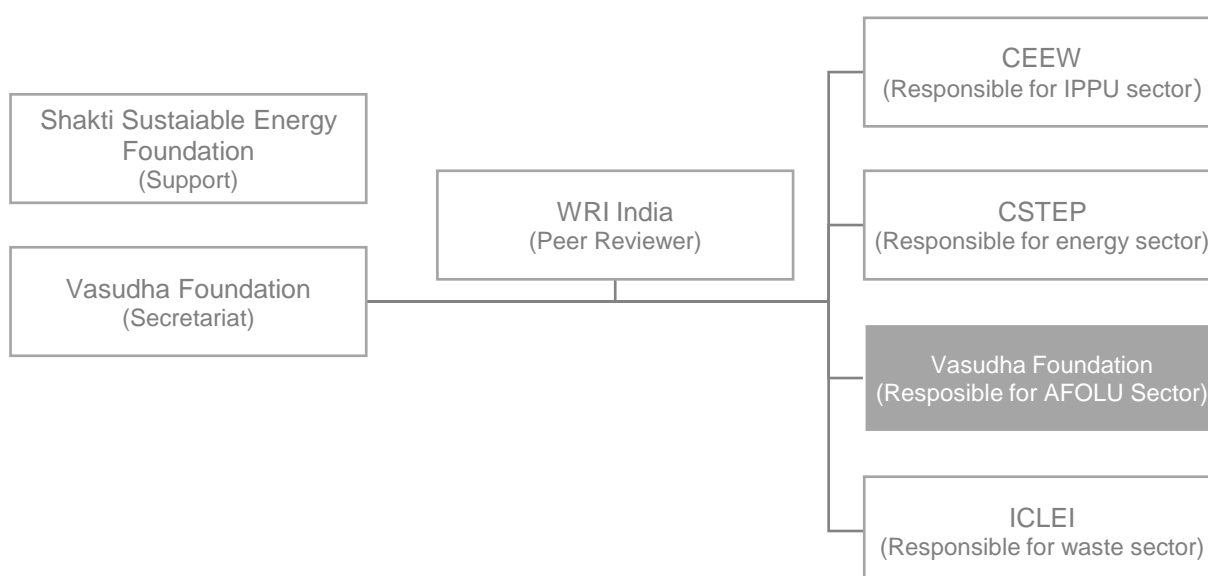 Shakti Sustaiable Energy
Foundation
(Support)
Vasudha Foundation
(Secretariat)
WRI India
(Peer Reviewer)
CEEW
(Responsible for IPPU sector)
CSTEP
(Responsible for energy sector)
Vasudha Foundation
(Resposible for AFOLU Sector)
ICLEI
(Responsible for waste sector)